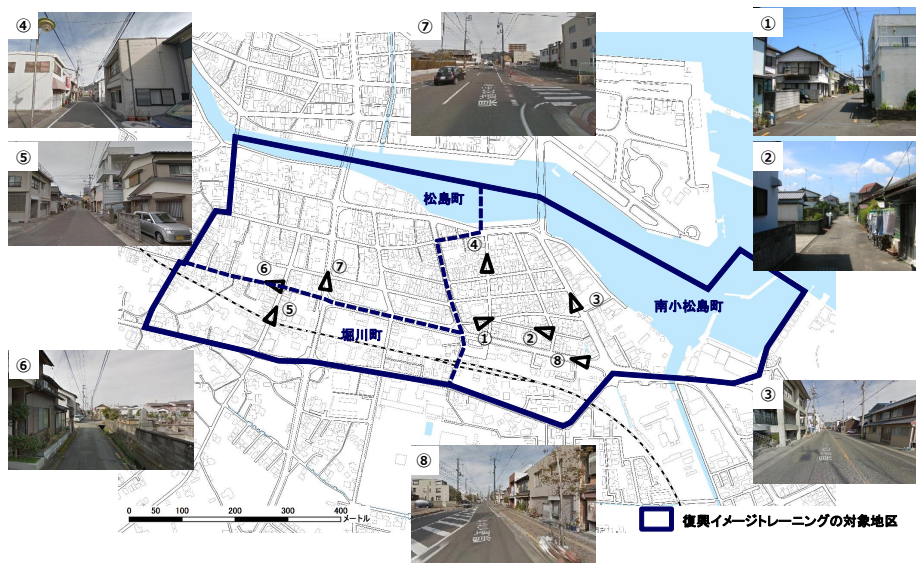 ④
⑦
①
⑤
②
松島町
④
⑥
⑦
③
南小松島町
⑤
堀川町
①
②
⑧
⑥
③
⑧
0 50 100 200 300 400
メートル
復興イメージトレーニングの対象地区